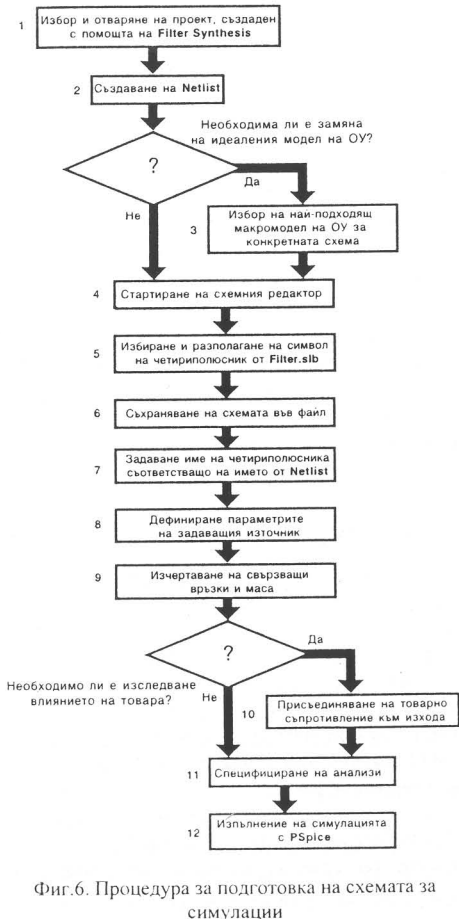 1
Избор и отваряне на проект, създаден
с помощта на Filter Synthesis
2
Създаване на Netlist
Необходима ли е замяна
на идеаления модел на ОУ?
?
Да
Не
3
Избор на най-подходящ
макромодел на ОУ за
конкретната схема
4
Стартиране на схемния редактор
5
Избиране и разполагане на символ
на четириполюсник от Filter.slb
6
Съхраняване на схемата във файл
7
Задаване име на четириполюсника
съответстващо на името от Netlist
8
Дефиниране параметрите
на задаващия източник
9
Изчертаване на свързващи
връзки и маса
?
Да
Необходимо ли е изследване
влиянието на товара?
Не
10
Присъединяване на товарно
съпротивление към изхода
11
Специфициране на анализи
12
Изпълнение на симулацията
с PSpice
Фиг.6. Процедура за подготовка на схемата за
симулации